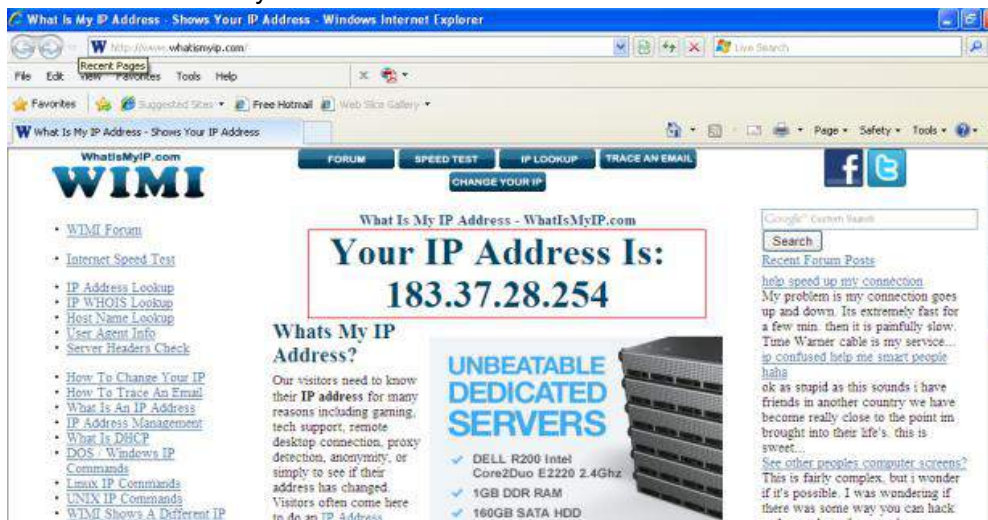 What Is My IP Address - Shows Your IP Address - Windows Internet Explorer
http://www.whatismyip.com/
Live Search
Recent Pages
File Edit View Favorites Tools Help
Favorites Suggested Sites Free Hotmail Web Slice Gallery
What Is My IP Address - Shows Your IP Address
Page Safety Tools
WhatIsMyIP.com
WIMI
FORUM SPEED TEST IP LOOKUP TRACE AN EMAIL
CHANGE YOUR IP
WIMI Forum
Internet Speed Test
IP Address Lookup
IP WHOIS Lookup
Host Name Lookup
User Agent Info
Server Headers Check
How To Change Your IP
How To Trace An Email
What Is An IP Address
IP Address Management
What Is DHCP
DOS / Windows IP
Commands
Linux IP Commands
UNIX IP Commands
WIMI Shows A Different IP
What Is My IP Address - WhatIsMyIP.com
Your IP Address Is:
183.37.28.254
Whats My IP
Address?
Our visitors need to know
their IP address for many
reasons including gaming,
tech support, remote
desktop connection, proxy
detection, anonymity, or
simply to see if their
address has changed.
Visitors often come here
to do an IP Address
UNBEATABLE
DEDICATED
SERVERS
DELL R200 Intel
Core2Duo E2220 2.4Ghz
1GB DDR RAM
160GB SATA HDD
Google Custom Search
Search
Recent Forum Posts
help speed up my connection
My problem is my connection goes
up and down. Its extremely fast for
a few min. then it is painfully slow.
Time Warner cable is my service...
ip confused help me smart people
haha
ok as stupid as this sounds i have
friends in another country we have
become really close to the point im
brought into their life's. this is
sweet...
See other peoples computer screens?
This is fairly complex, but i wonder
if it's possible. I was wondering if
there was some way you can hack